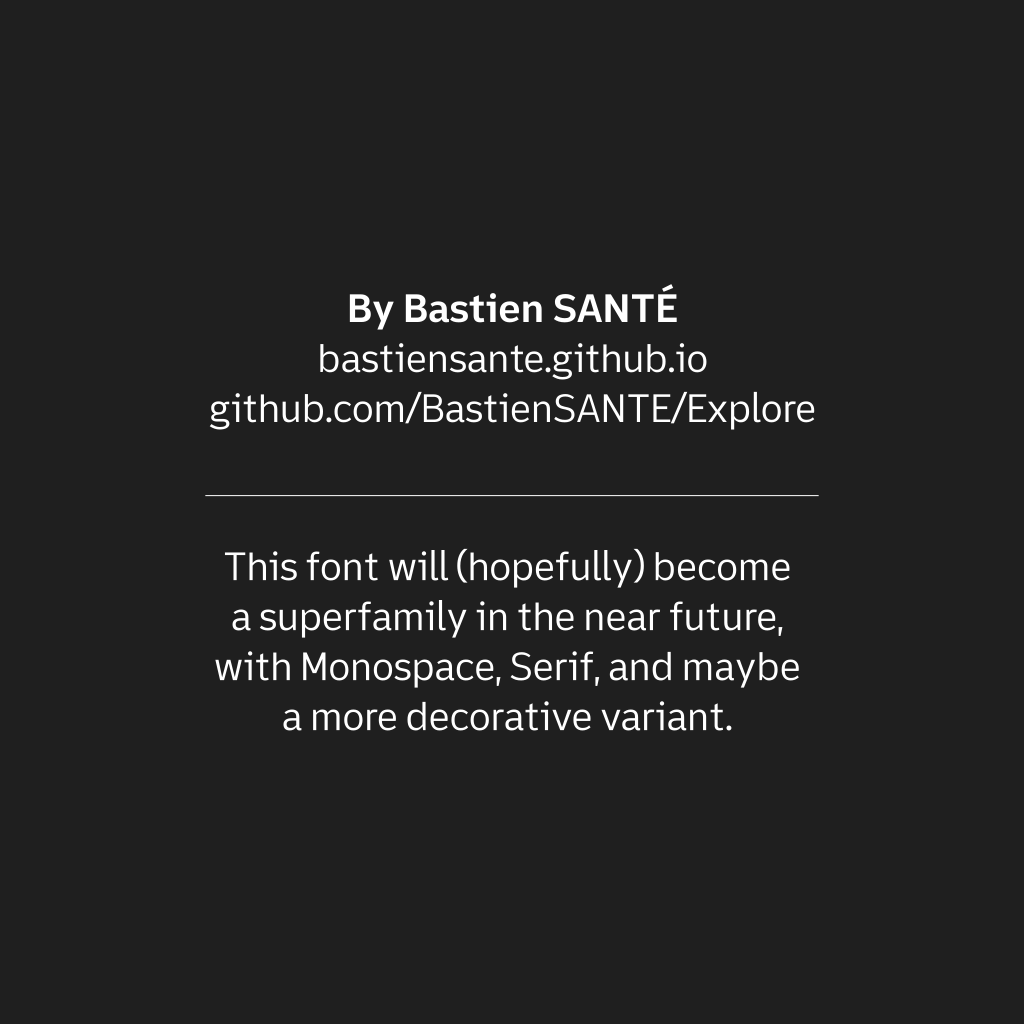 By Bastien SANTÉ
bastiensante.github.io
github.com/BastienSANTE/Explore
This font will (hopefully) become
a superfamily in the near future,
with Monospace, Serif, and maybe
a more decorative variant.